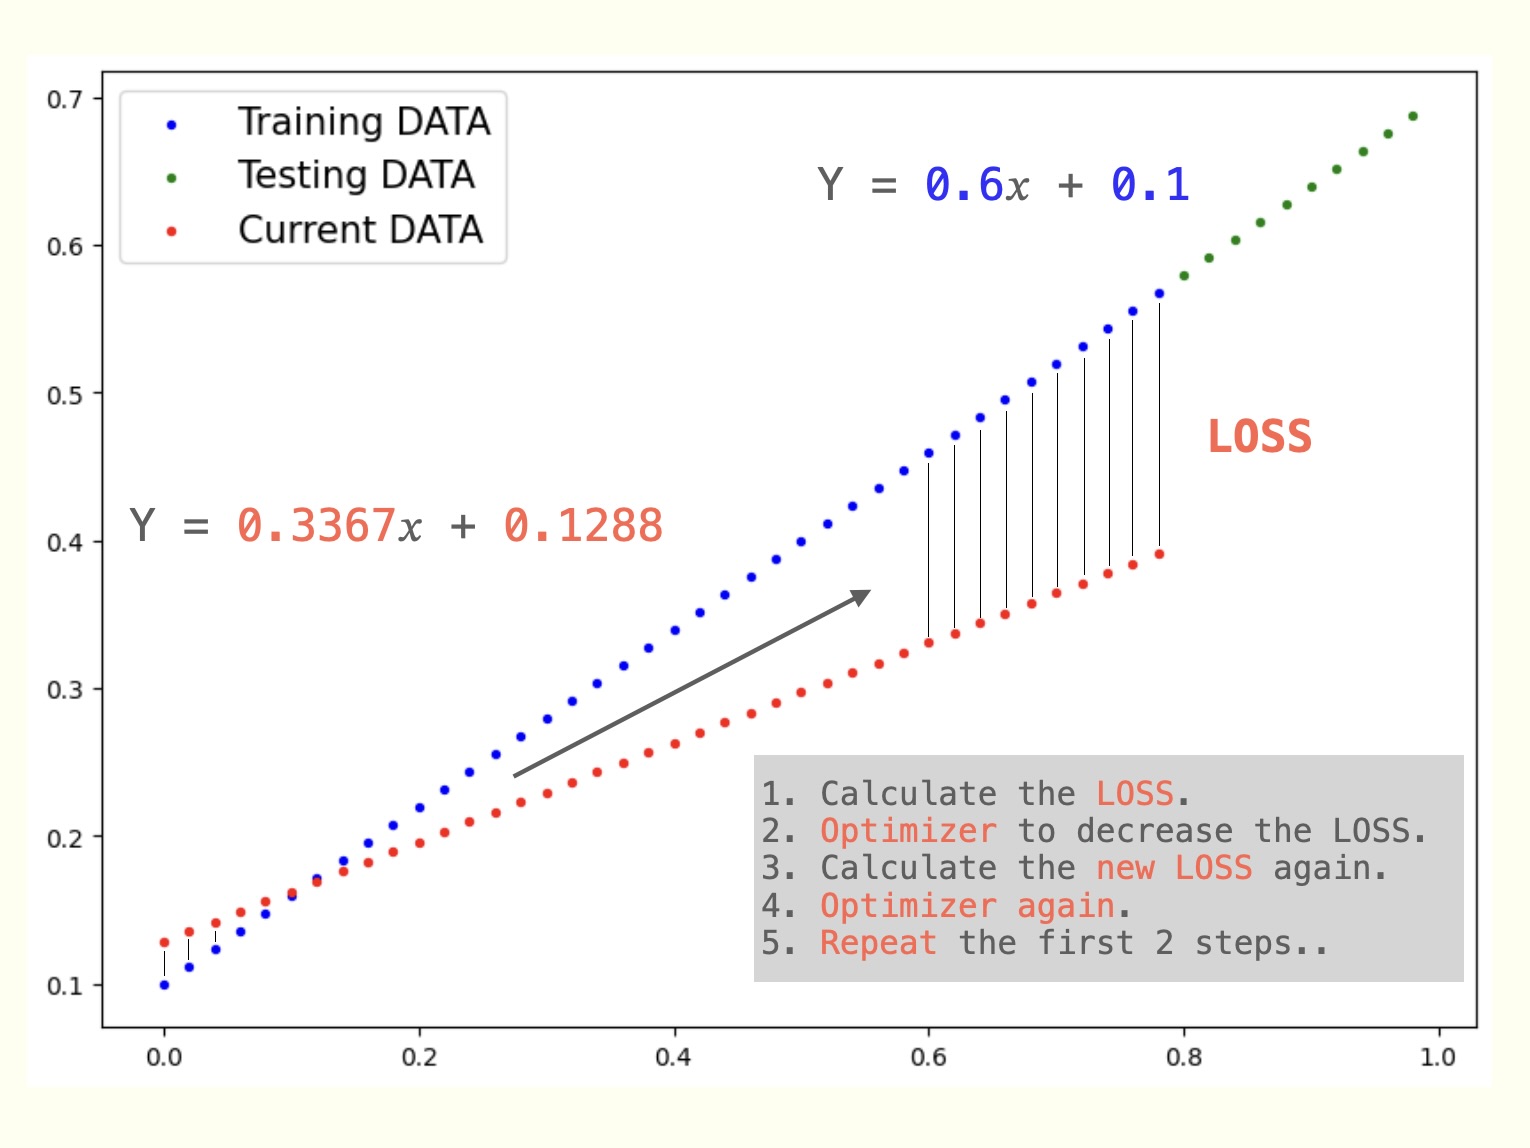 Training DATA
Testing DATA
Current DATA
Y = 0.6x + 0.1
LOSS
Y = 0.3367x + 0.1288
1. Calculate the LOSS.
2. Optimizer to decrease the LOSS.
3. Calculate the new LOSS again.
4. Optimizer again.
5. Repeat the first 2 steps..
0.7
0.6
0.5
0.4
0.3
0.2
0.1
0.0 0.2 0.4 0.6 0.8 1.0